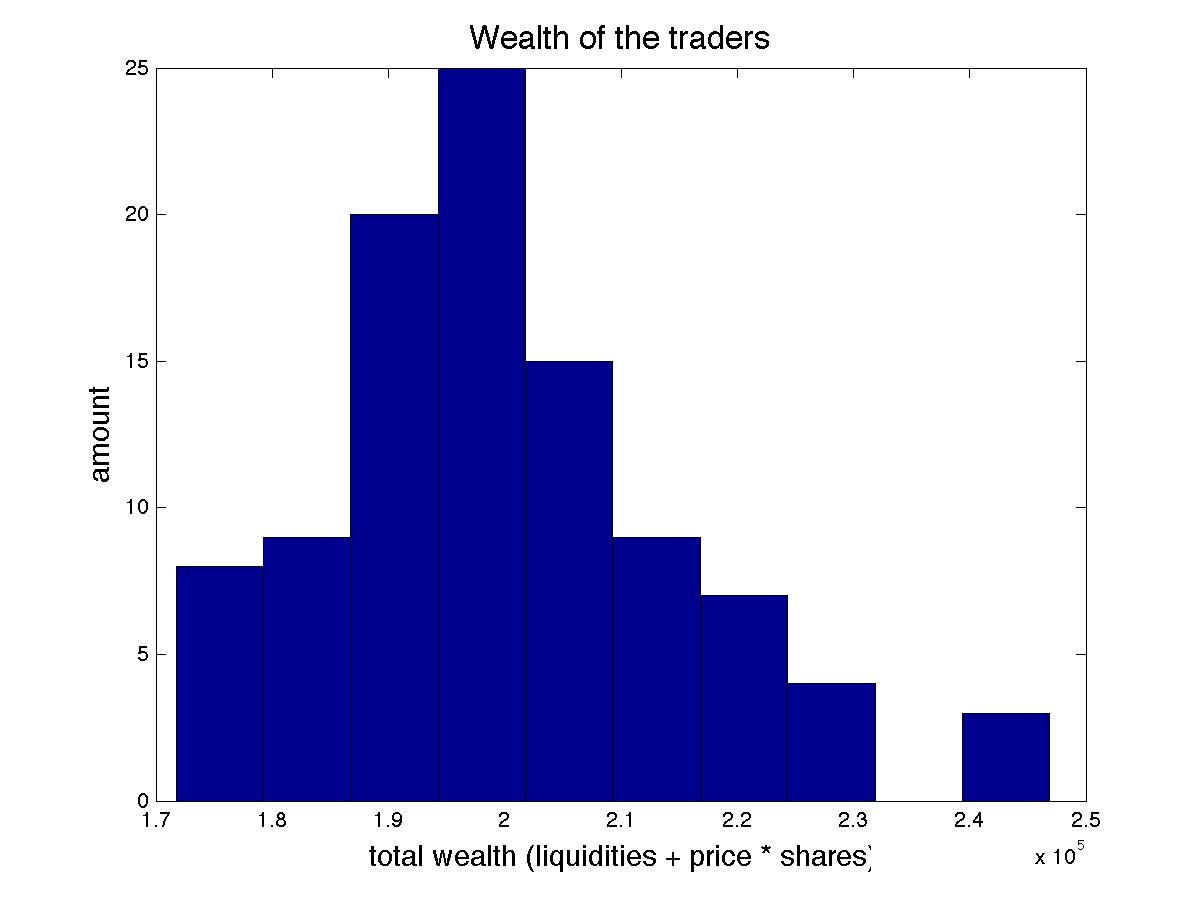 Wealth of the traders
25
20
15
10
5
0
amount
1.7 1.8 1.9 2 2.1 2.2 2.3 2.4 2.5
x 10^5
total wealth (liquidities + price * shares)